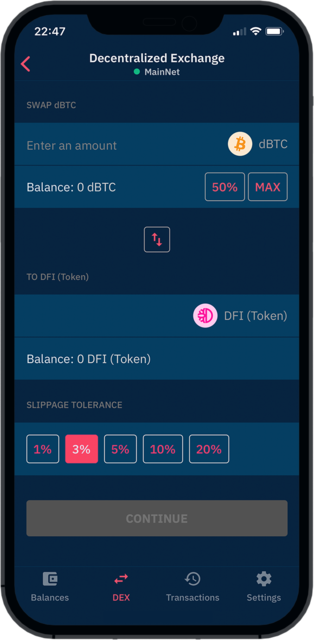 22:47
Decentralized Exchange
MainNet
SWAP dBTC
Enter an amount
dBTC
Balance: 0 dBTC
50%
MAX
TO DFI (Token)
DFI (Token)
Balance: 0 DFI (Token)
SLIPPAGE TOLERANCE
1%
3%
5%
10%
20%
CONTINUE
Balances
DEX
Transactions
Settings